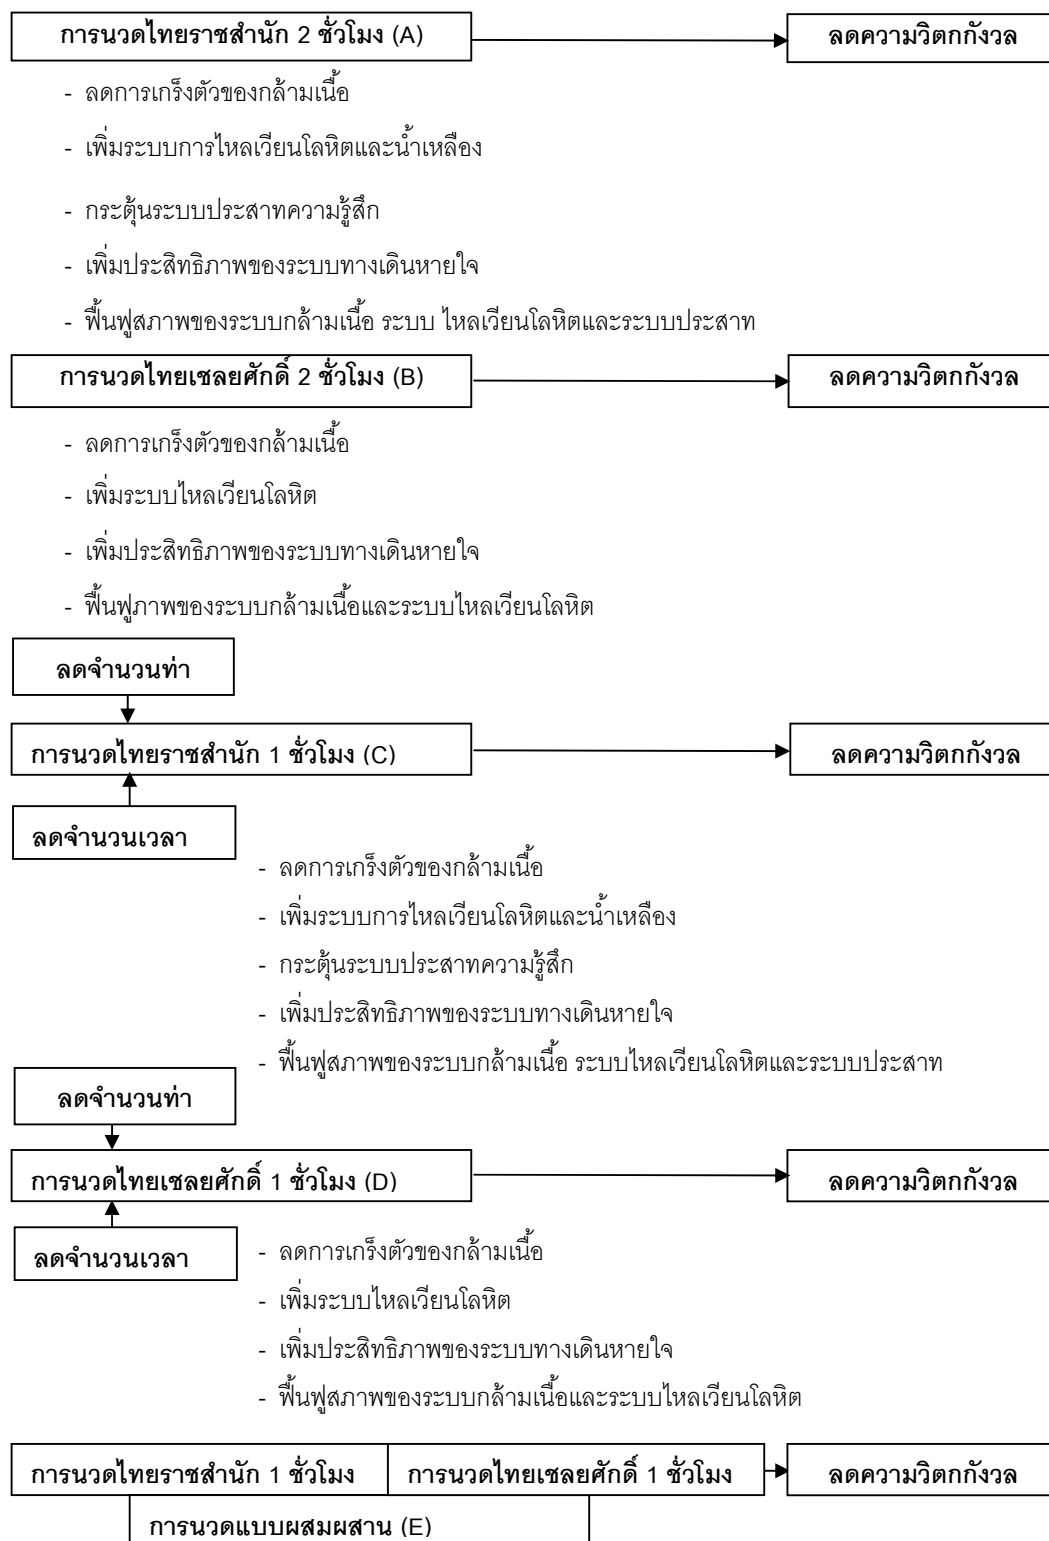 การนวดไทยราชสำนัก 2 ชั่วโมง (A)
ลดความวิตกกังวล
- ลดการเกร็งตัวของกล้ามเนื้อ
- เพิ่มระบบการไหลเวียนโลหิตและน้ำเหลือง
- กระตุ้นระบบประสาทความรู้สึก
- เพิ่มประสิทธิภาพของระบบทางเดินหายใจ
- ฟื้นฟูสภาพของระบบกล้ามเนื้อ ระบบ ไหลเวียนโลหิตและระบบประสาท
การนวดไทยเชลยศักดิ์ 2 ชั่วโมง (B)
ลดความวิตกกังวล
- ลดการเกร็งตัวของกล้ามเนื้อ
- เพิ่มระบบไหลเวียนโลหิต
- เพิ่มประสิทธิภาพของระบบทางเดินหายใจ
- ฟื้นฟูภาพของระบบกล้ามเนื้อและระบบไหลเวียนโลหิต
ลดจำนวนท่า
การนวดไทยราชสำนัก 1 ชั่วโมง (C)
ลดความวิตกกังวล
ลดจำนวนเวลา
- ลดการเกร็งตัวของกล้ามเนื้อ
- เพิ่มระบบการไหลเวียนโลหิตและน้ำเหลือง
- กระตุ้นระบบประสาทความรู้สึก
- เพิ่มประสิทธิภาพของระบบทางเดินหายใจ
- ฟื้นฟูสภาพของระบบกล้ามเนื้อ ระบบไหลเวียนโลหิตและระบบประสาท
ลดจำนวนท่า
การนวดไทยเชลยศักดิ์ 1 ชั่วโมง (D)
ลดความวิตกกังวล
ลดจำนวนเวลา
- ลดการเกร็งตัวของกล้ามเนื้อ
- เพิ่มระบบไหลเวียนโลหิต
- เพิ่มประสิทธิภาพของระบบทางเดินหายใจ
- ฟื้นฟูสภาพของระบบกล้ามเนื้อและระบบไหลเวียนโลหิต
การนวดไทยราชสำนัก 1 ชั่วโมง
การนวดไทยเชลยศักดิ์ 1 ชั่วโมง
ลดความวิตกกังวล
การนวดแบบผสมผสาน (E)